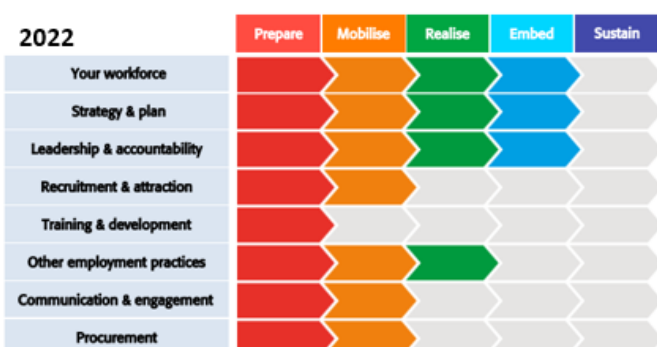 2022 Prepare Mobilise Realise Embed Sustain
Your workforce
Strategy & plan
Leadership & accountability
Recruitment & attraction
Training & development
Other employment practices
Communication & engagement
Procurement